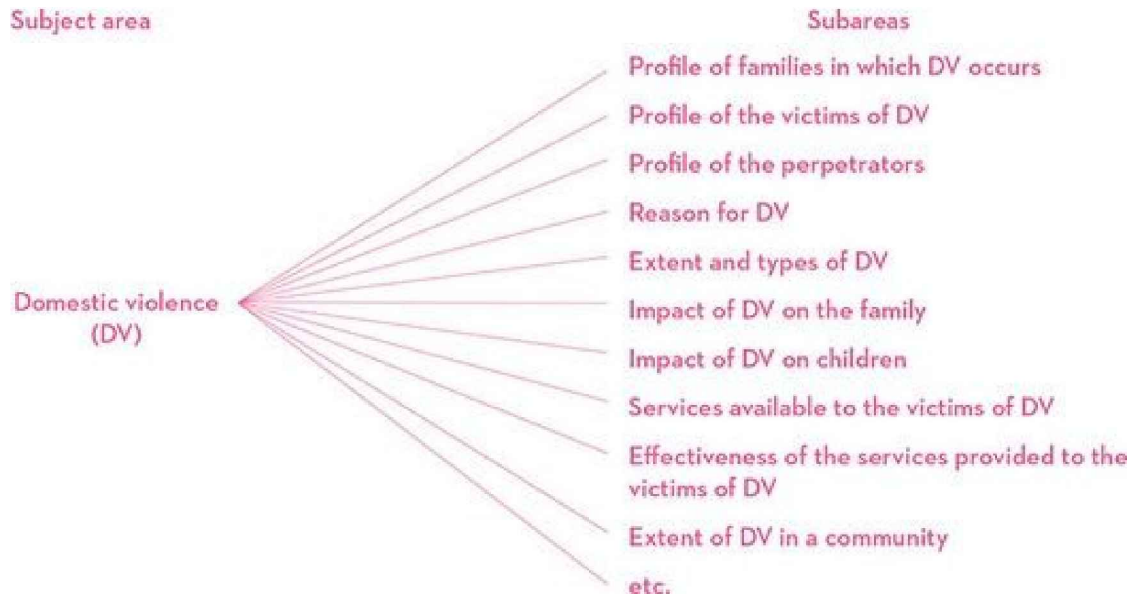 Subject area
Subareas
Profile of families in which DV occurs
Profile of the victims of DV
Profile of the perpetrators
Reason for DV
Extent and types of DV
Domestic violence
(DV)
Impact of DV on the family
Impact of DV on children
Services available to the victims of DV
Effectiveness of the services provided to the
victims of DV
Extent of DV in a community
etc.